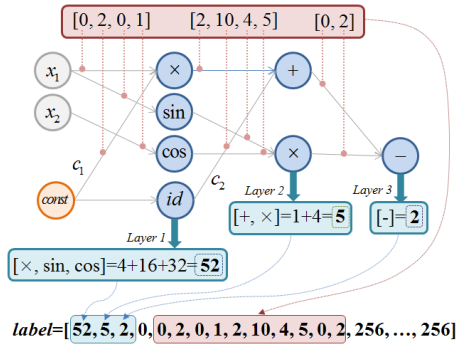 [0, 2, 0, 1] [2, 10, 4, 5] [0, 2]
x1 × +
sin
x2
cos × −
c1 c2
Layer 2 Layer 3
const id
[+, ×]=1+4=5 [-]=2
Layer 1
[×, sin, cos]=4+16+32=52
label=[52, 5, 2, 0, 0, 2, 0, 1, 2, 10, 4, 5, 0, 2, 256, ..., 256]